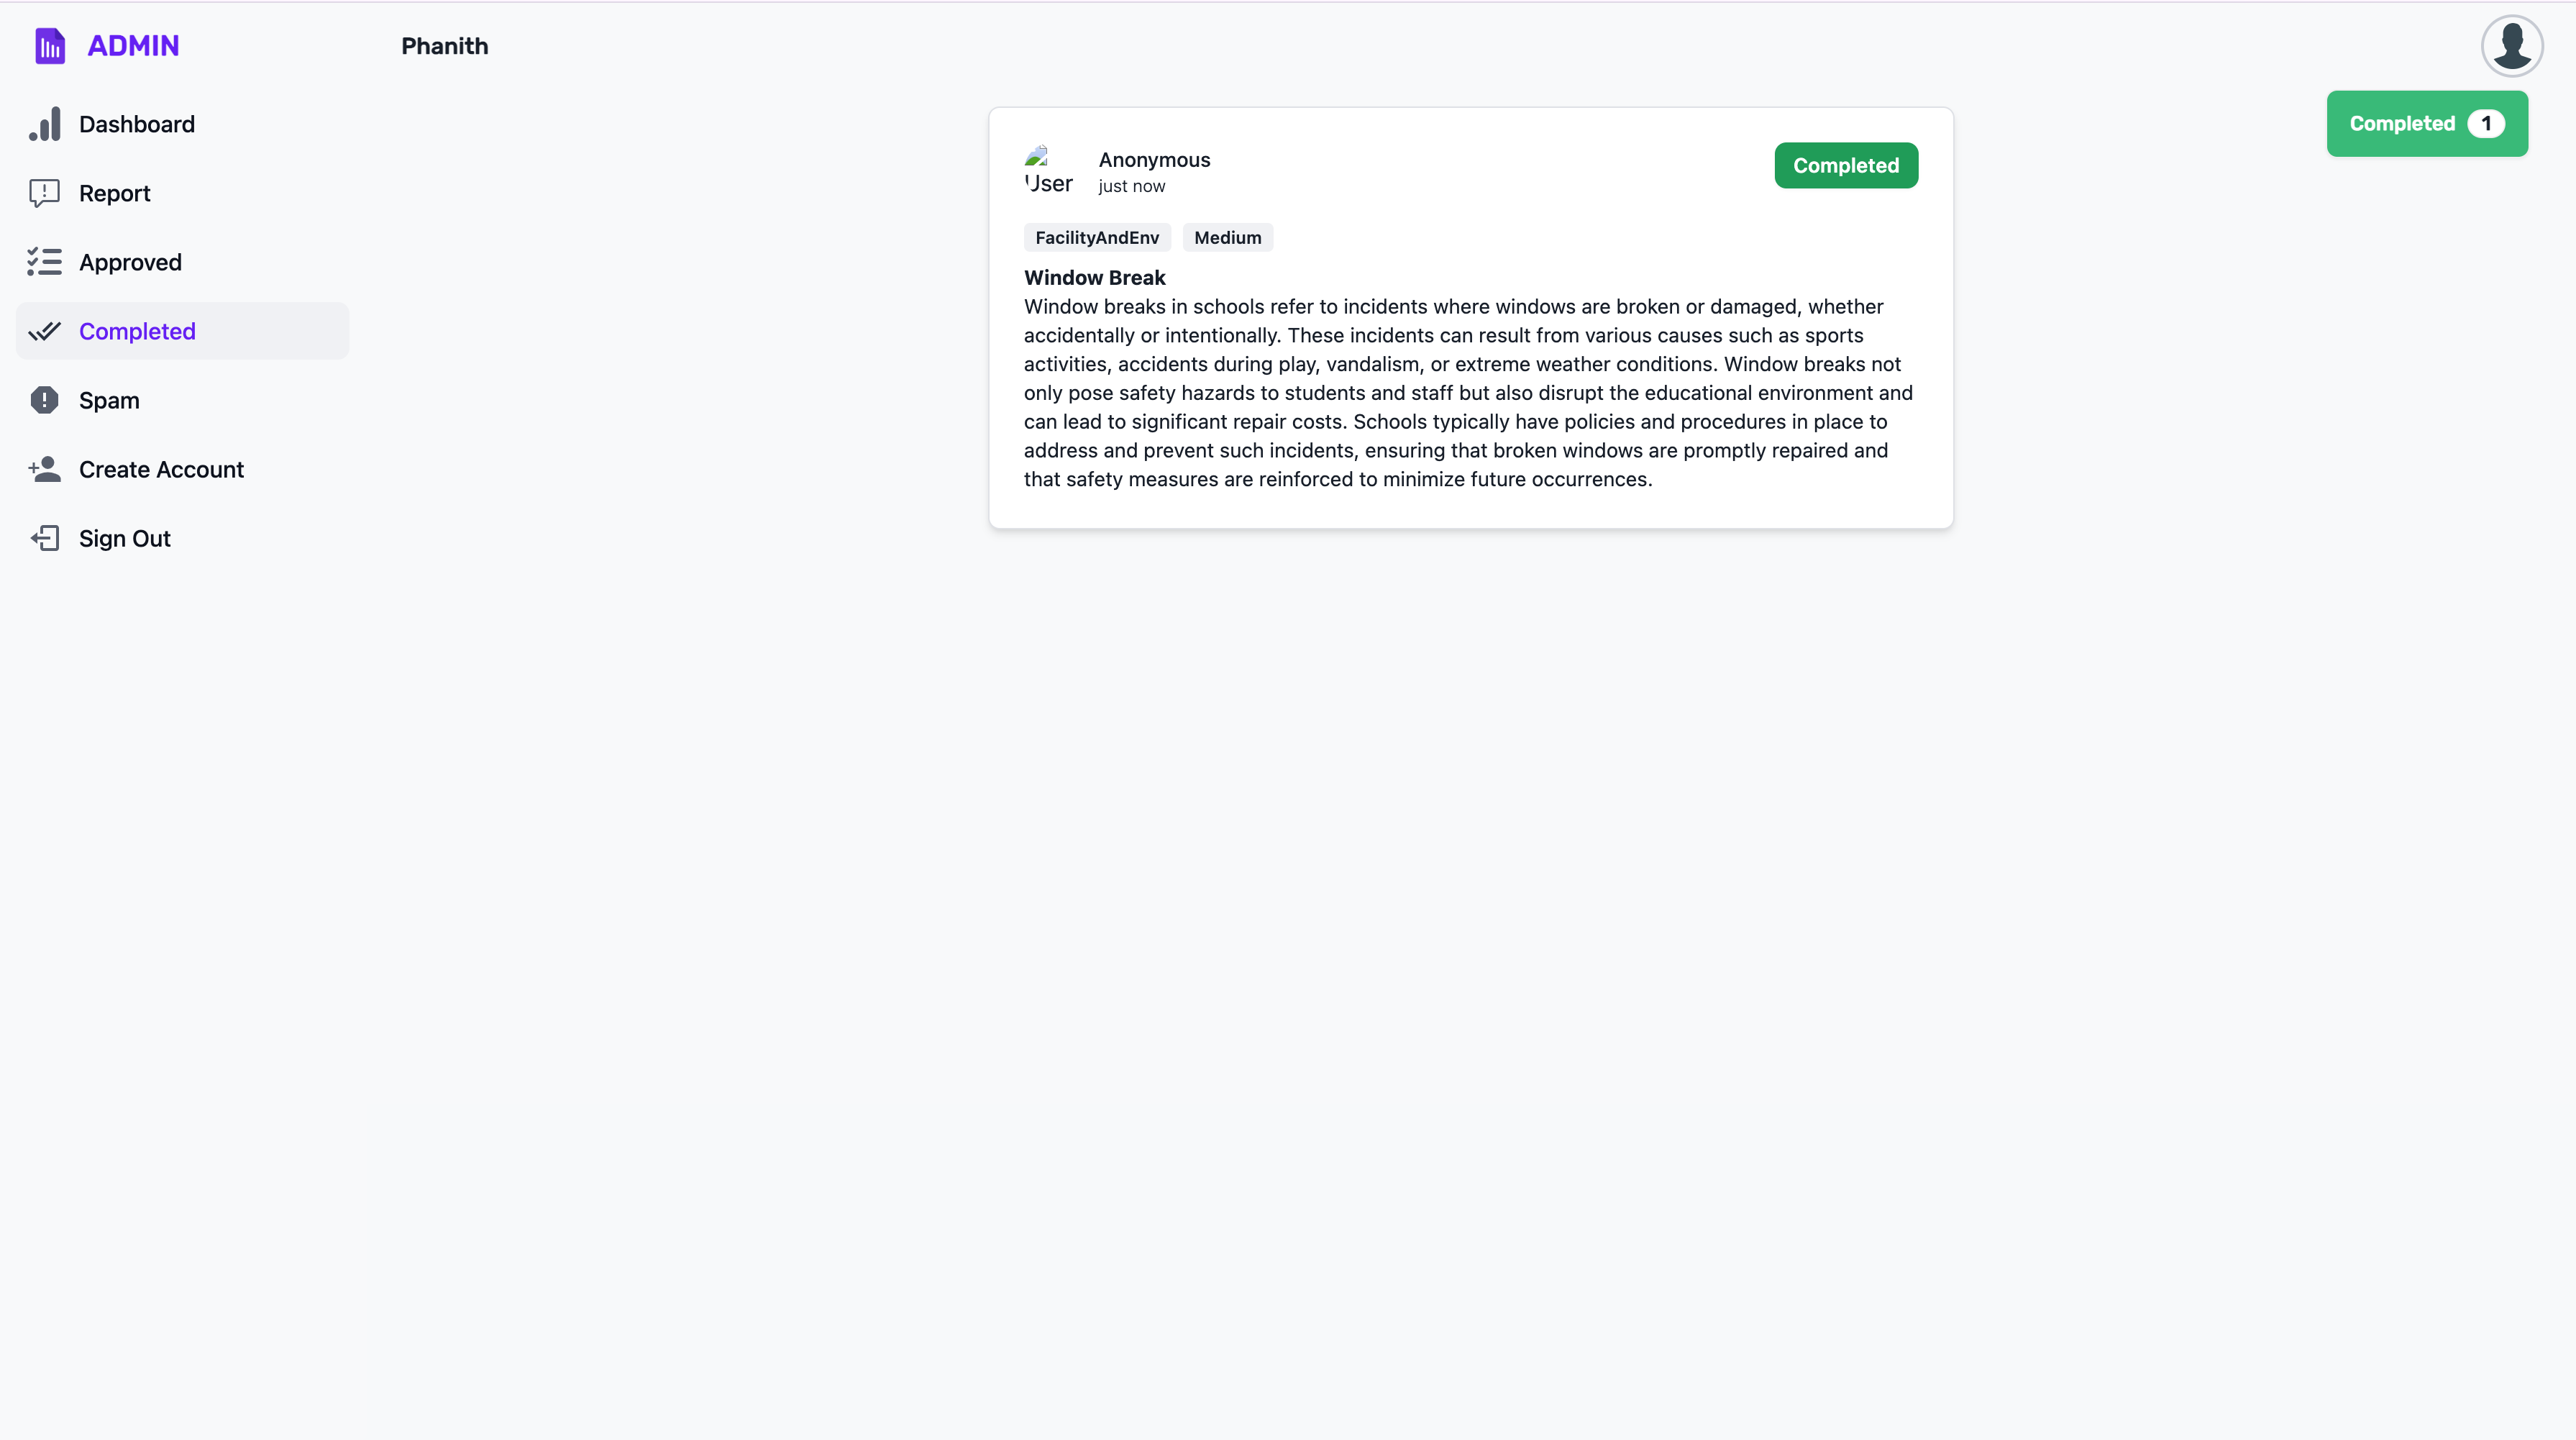 ADMIN
Phanith
Dashboard
Report
Approved
Completed
Spam
Create Account
Sign Out
User
Anonymous
just now
Completed
FacilityAndEnv
Medium
Window Break
Window breaks in schools refer to incidents where windows are broken or damaged, whether
accidentally or intentionally. These incidents can result from various causes such as sports
activities, accidents during play, vandalism, or extreme weather conditions. Window breaks not
only pose safety hazards to students and staff but also disrupt the educational environment and
can lead to significant repair costs. Schools typically have policies and procedures in place to
address and prevent such incidents, ensuring that broken windows are promptly repaired and
that safety measures are reinforced to minimize future occurrences.
Completed 1